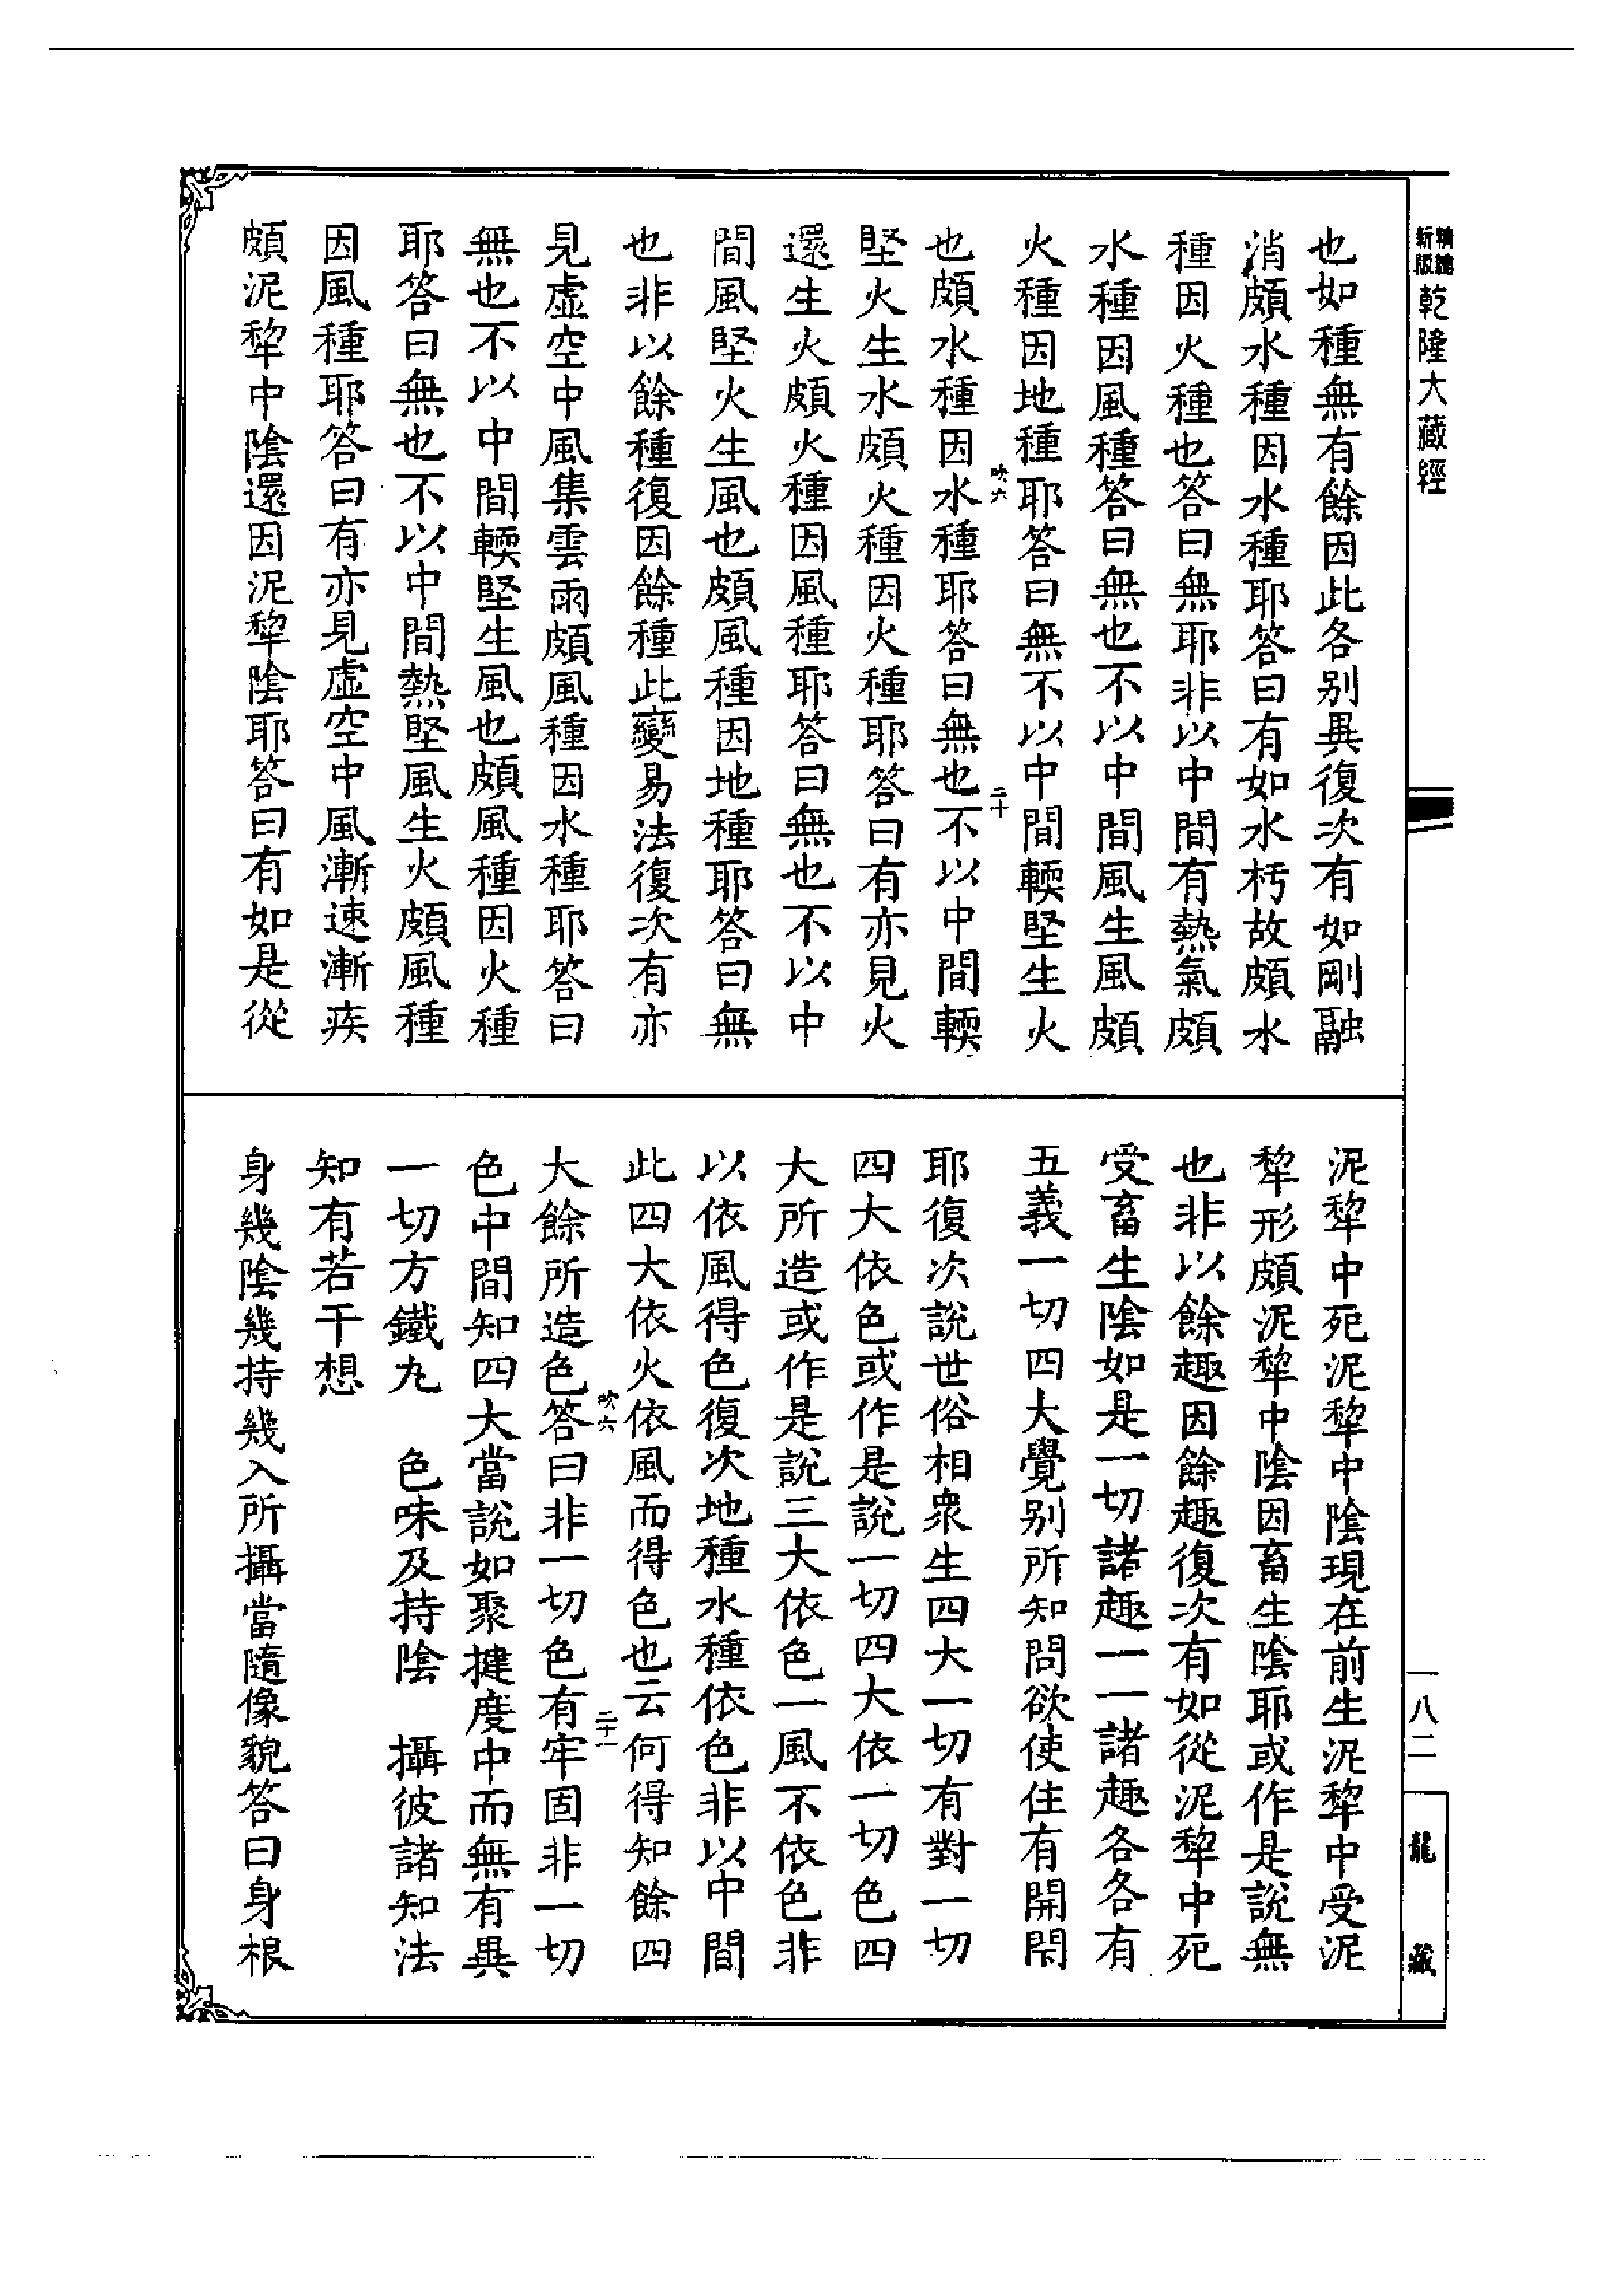 精縮新版乾隆大藏經
也如種無有餘因此各别異復次有如剛融
消頗水種因水種耶答曰有如水朽故頗水
種因火種也答曰無耶非以中間有熱氣頗
水種因風種答曰無也不以中間風生風頗
火種因地種耶答曰無不以中間輭堅生火
吹六 二十
也頗水種因水種耶答曰無也不以中間輭
堅火生水頗火種因火種耶答曰有亦見火
還生火頗火種因風種耶答曰無也不以中
間風堅火生風也頗風種因地種耶答曰無
也非以餘種復因餘種此變易法復次有亦
見虛空中風集雲雨頗風種因水種耶答曰
無也不以中間輭堅生風也頗風種因火種
耶答曰無也不以中間熱堅風生火頗風種
因風種耶答曰有亦見虛空中風漸速漸疾
頗泥犂中陰還因泥犂陰耶答曰有如是從
泥犂中死泥犂中陰現在前生泥犂中受泥
犂形頗泥犂中陰因畜生陰耶或作是說無
也非以餘趣因餘趣復次有如從泥犂中死
受畜生陰如是一切諸趣一一諸趣各各有
五義一切四大覺别所知問欲使住有開閇
耶復次說世俗相衆生四大一切有對一切
四大依色或作是說一切四大依一切色四
大所造或作是說三大依色一風不依色非
以依風得色復次地種水種依色非以中間
此四大依火依風而得色也云何得知餘四
吹六 二十一
大餘所造色答曰非一切色有牢固非一切
色中間知四大當說如聚揵度中而無有異
一切方鐵丸 色味及持陰 攝彼諸知法
知有若干想
身幾陰幾持幾入所攝當隨像貌答曰身根
一八二
龍藏